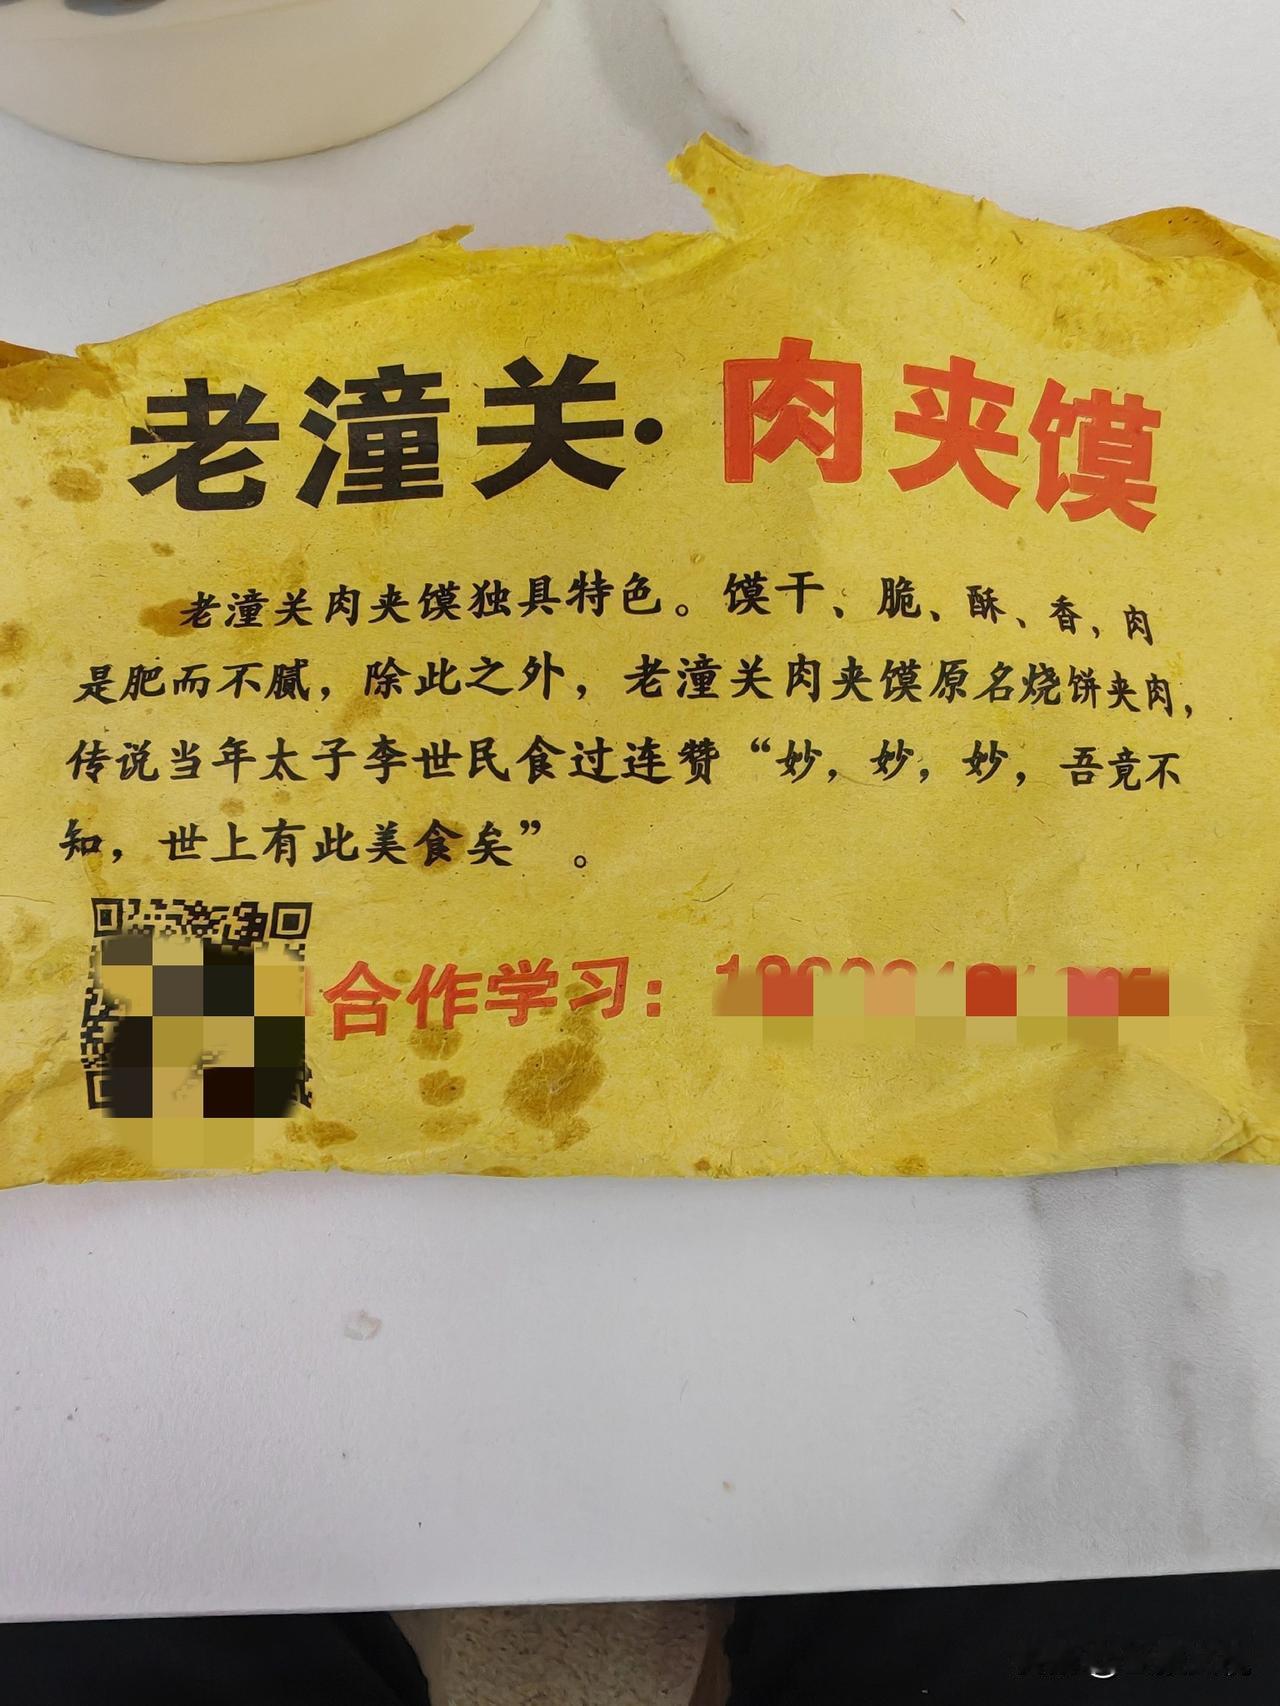 老潼关·肉夹馍
老潼关肉夹馍独具特色。馍干、脆、酥、香，肉
是肥而不腻，除此之外，老潼关肉夹馍原名烧饼夹肉，
传说当年太子李世民食过连赞“妙，妙，妙，吾竟不
知，世上有此美食矣”。
合作学习：